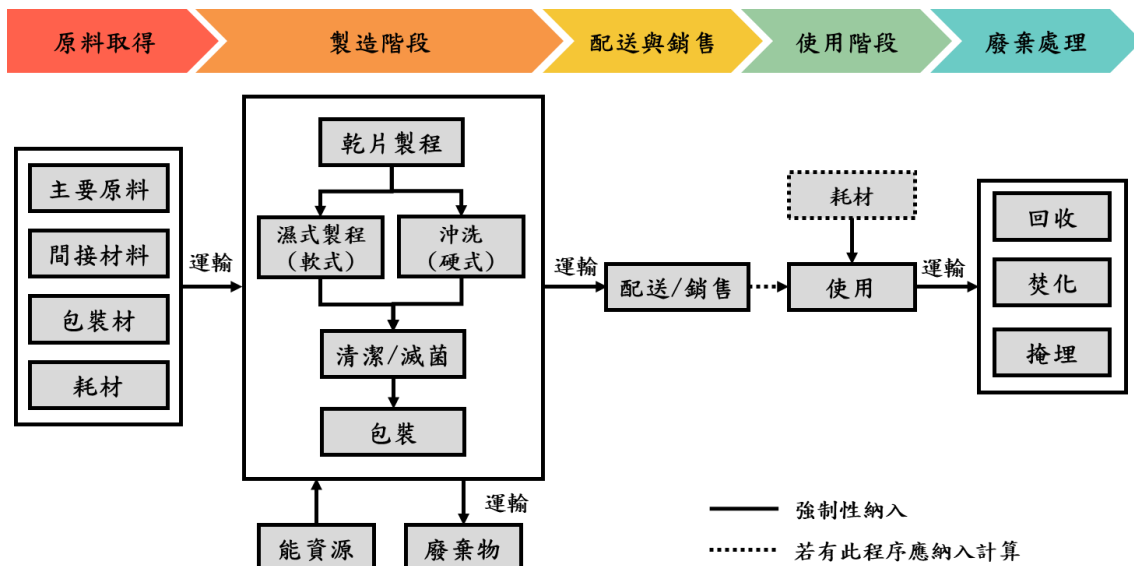 原料取得
製造階段
配送與銷售
使用階段
廢棄處理
主要原料
間接材料
包裝材
耗材
運輸
乾片製程
濕式製程
(軟式)
沖洗
(硬式)
清潔/滅菌
包裝
能資源
廢棄物
運輸
運輸
配送/銷售
耗材
使用
運輸
回收
焚化
掩埋
強制性納入
若有此程序應納入計算